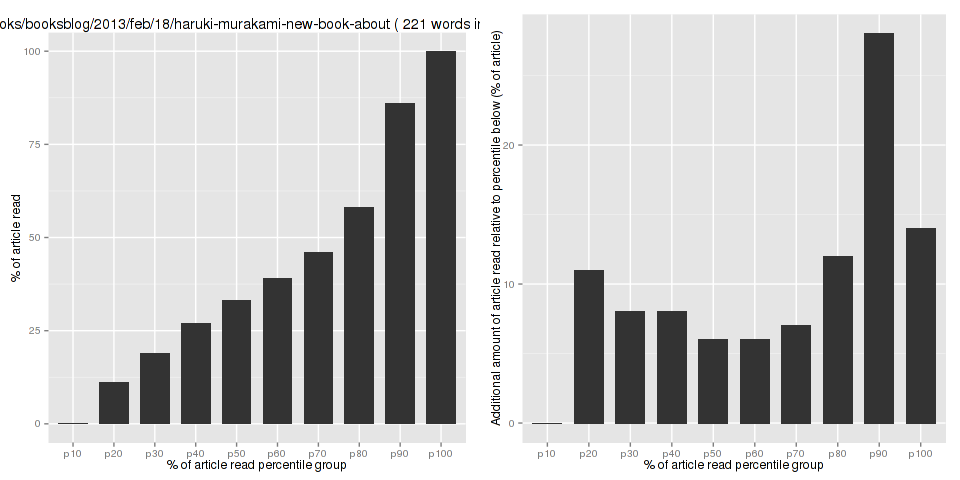 oks/booksblog/2013/feb/18/haruki-murakami-new-book-about ( 221 words in
% of article read
100
75
50
25
0
p10 p20 p30 p40 p50 p60 p70 p80 p90 p100
% of article read percentile group
Additional amount of article read relative to percentile below (% of article)
20
10
0
p10 p20 p30 p40 p50 p60 p70 p80 p90 p100
% of article read percentile group